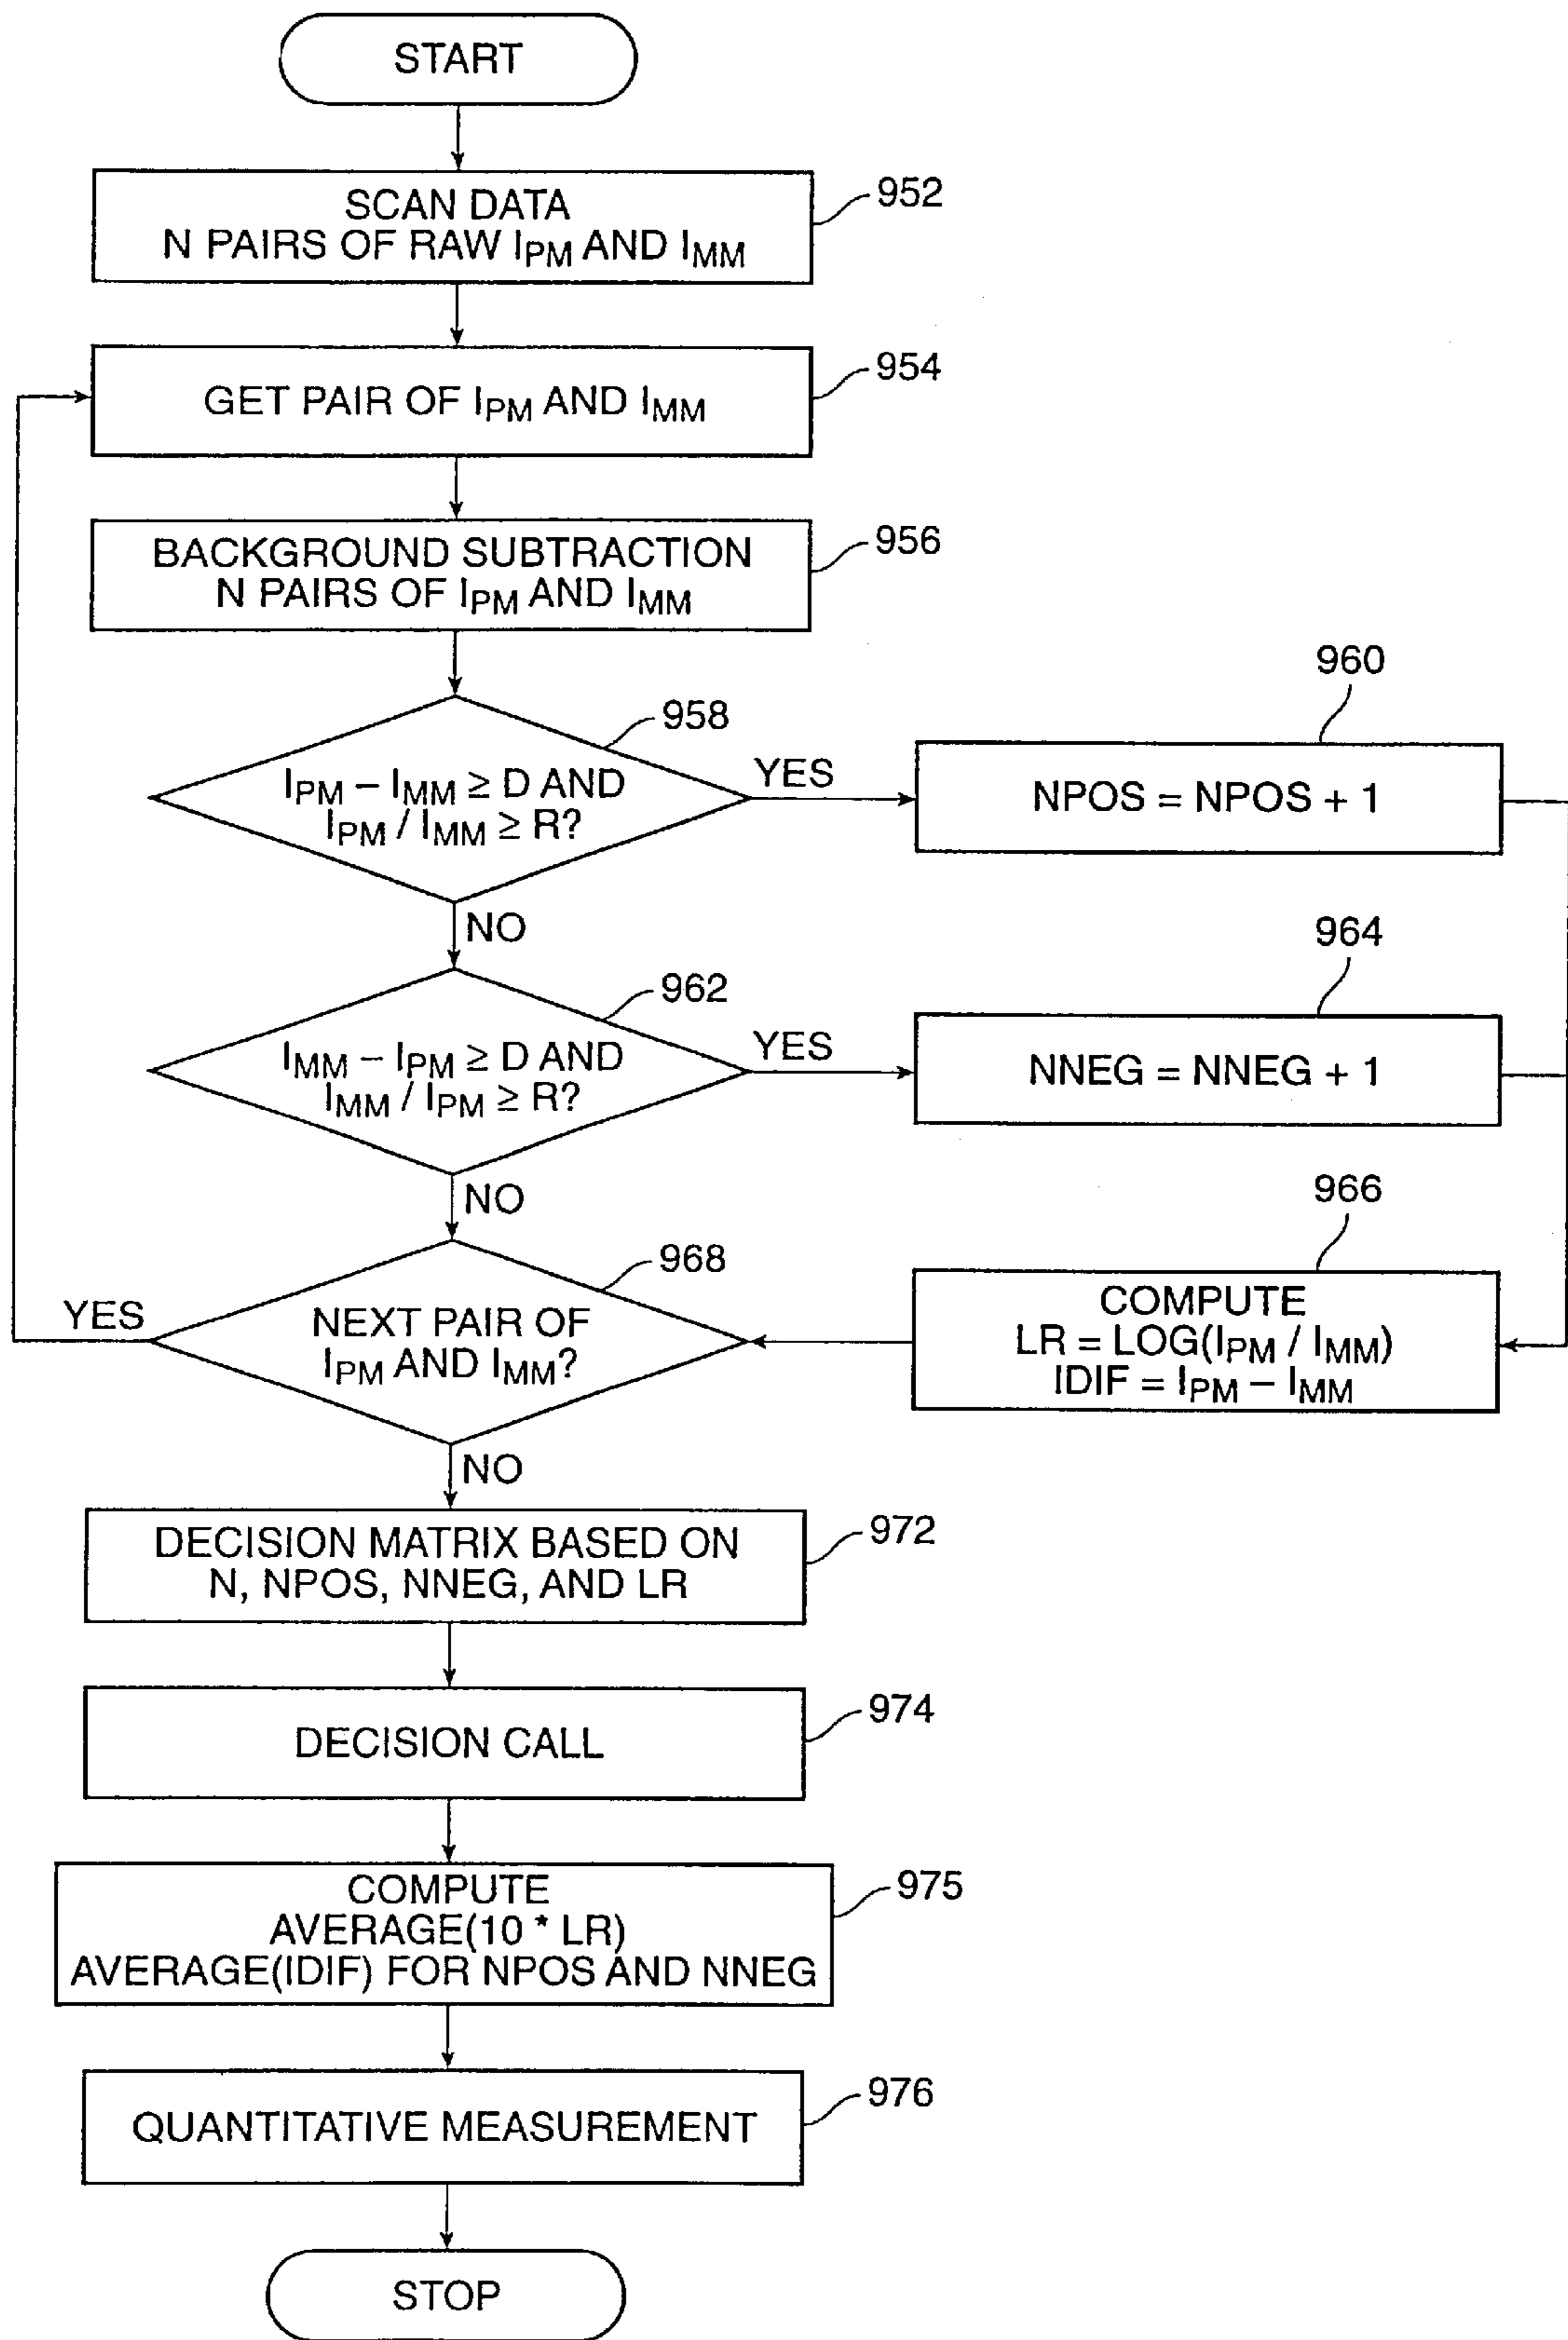 START
SCAN DATA
N PAIRS OF RAW IPM AND IMM
952
GET PAIR OF IPM AND IMM
954
BACKGROUND SUBTRACTION
N PAIRS OF IPM AND IMM
956
IPM – IMM ≥ D AND
IPM / IMM ≥ R?
958
YES
NPOS = NPOS + 1
960
NO
IMM – IPM ≥ D AND
IMM / IPM ≥ R?
962
YES
NNEG = NNEG + 1
964
NO
NEXT PAIR OF
IPM AND IMM?
968
YES
COMPUTE
LR = LOG(IPM / IMM)
IDIF = IPM – IMM
966
NO
DECISION MATRIX BASED ON
N, NPOS, NNEG, AND LR
972
DECISION CALL
974
COMPUTE
AVERAGE(10 * LR)
AVERAGE(IDIF) FOR NPOS AND NNEG
975
QUANTITATIVE MEASUREMENT
976
STOP